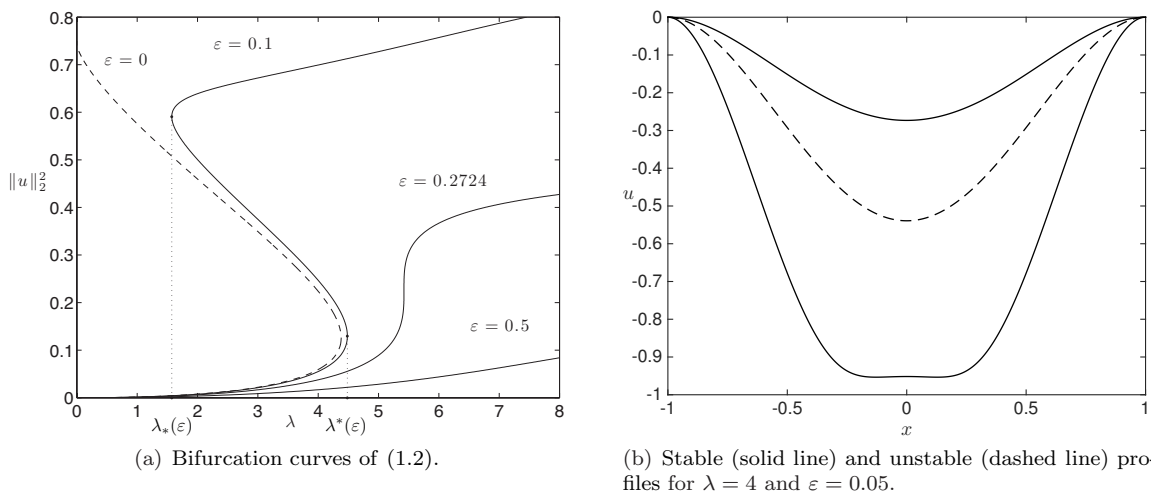 0.8
0.7
0.6
0.5
0.4
0.3
0.2
0.1
0
‖u‖₂²
ε = 0
ε = 0.1
ε = 0.2724
ε = 0.5
0 1 2 3 4 5 6 7 8
λ∗(ε) λ λ*(ε)
(a) Bifurcation curves of (1.2).
0
-0.1
-0.2
-0.3
-0.4
u
-0.5
-0.6
-0.7
-0.8
-0.9
-1
-1 -0.5 0 0.5 1
x
(b) Stable (solid line) and unstable (dashed line) pro-
files for λ = 4 and ε = 0.05.